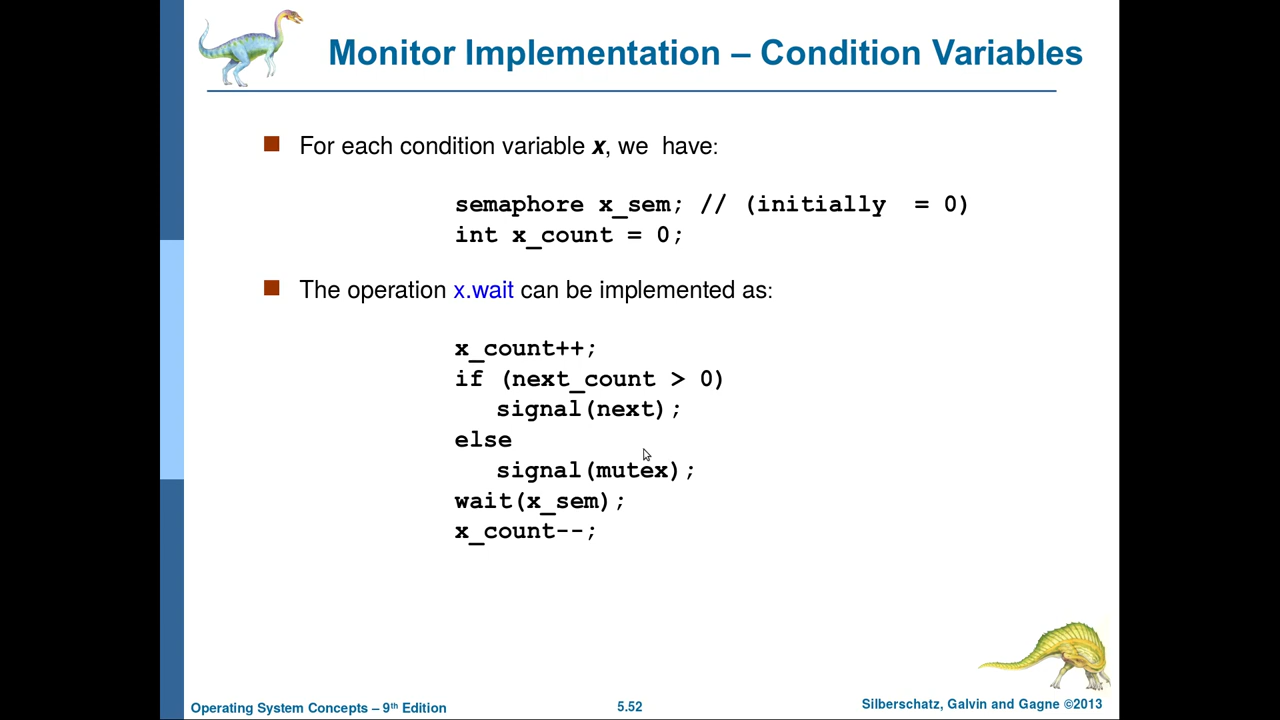 Monitor Implementation – Condition Variables
For each condition variable x, we have:
semaphore x_sem; // (initially = 0)
int x_count = 0;
The operation x.wait can be implemented as:
x_count++;
if (next_count > 0)
signal(next);
else
signal(mutex);
wait(x_sem);
x_count--;
Operating System Concepts – 9th Edition
5.52
Silberschatz, Galvin and Gagne ©2013